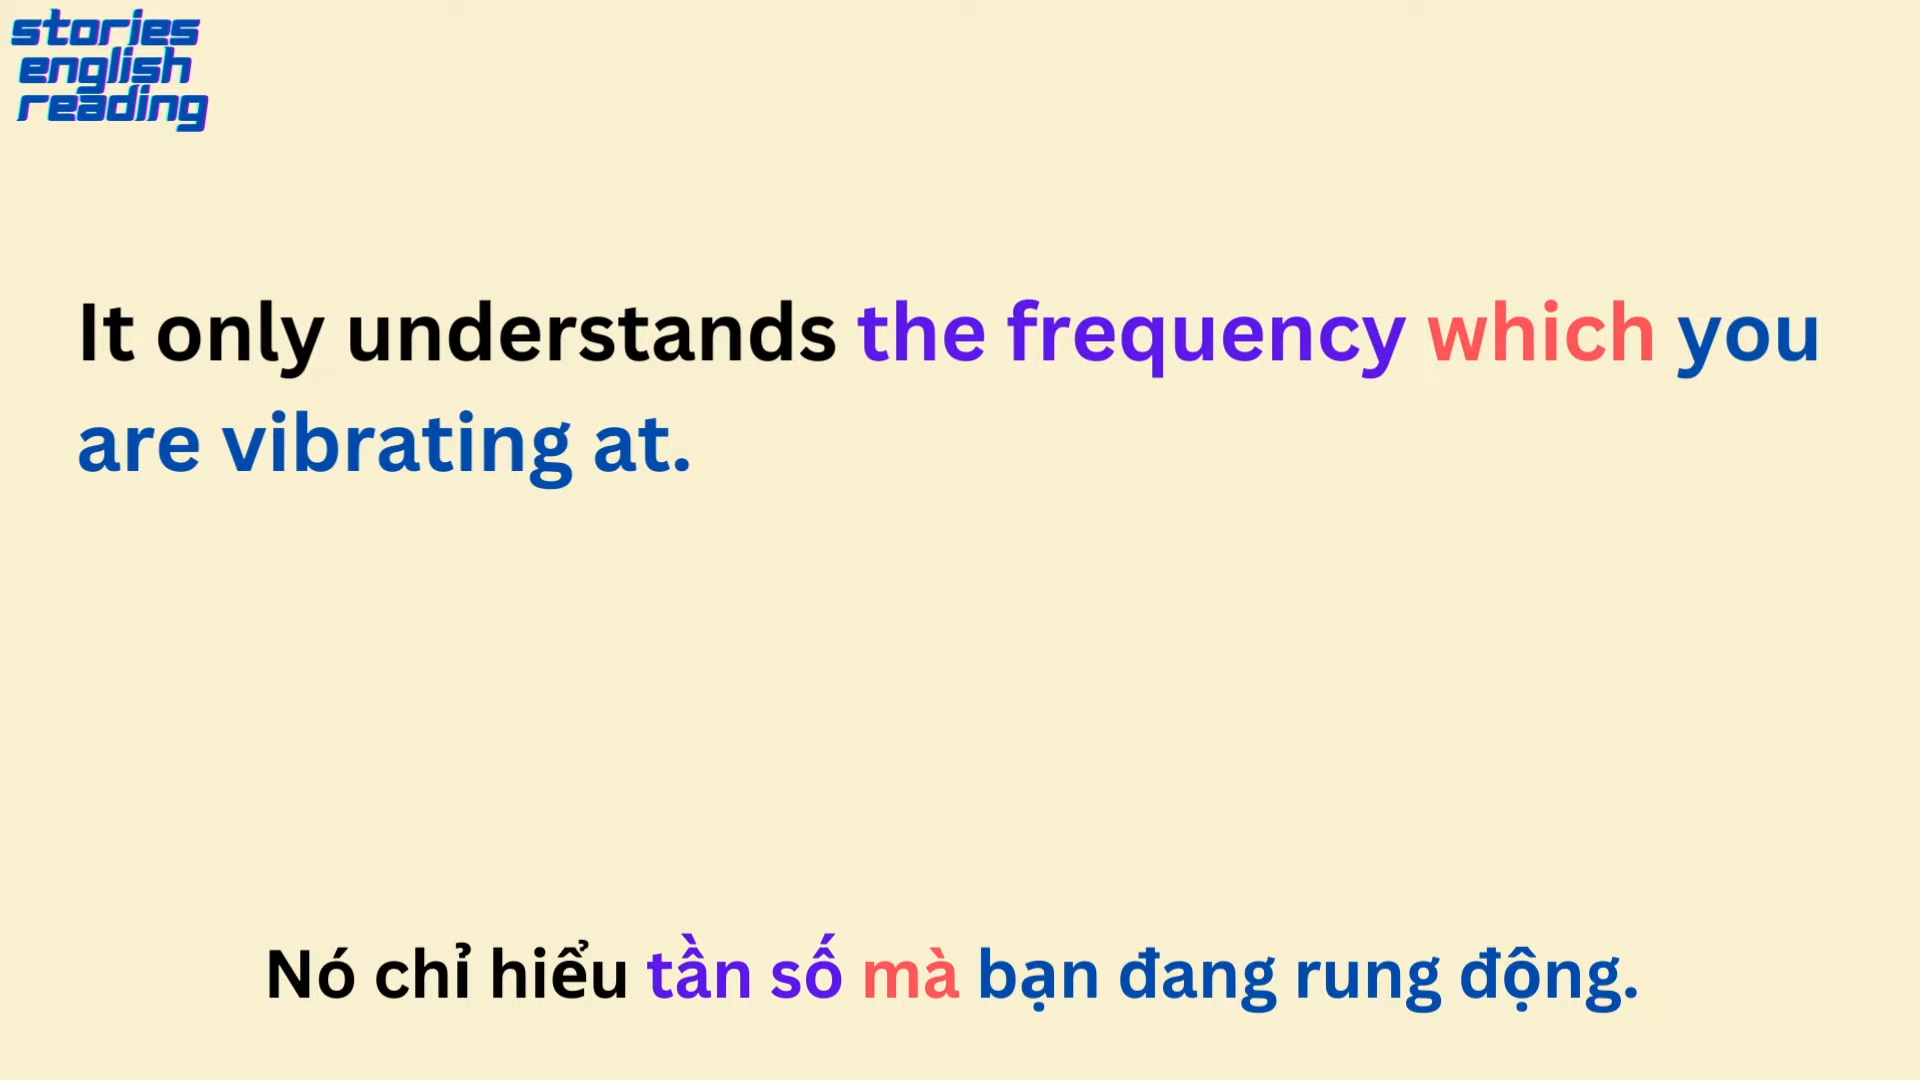 stories
english
reading
It only understands the frequency which you
are vibrating at.
Nó chỉ hiểu tần số mà bạn đang rung động.